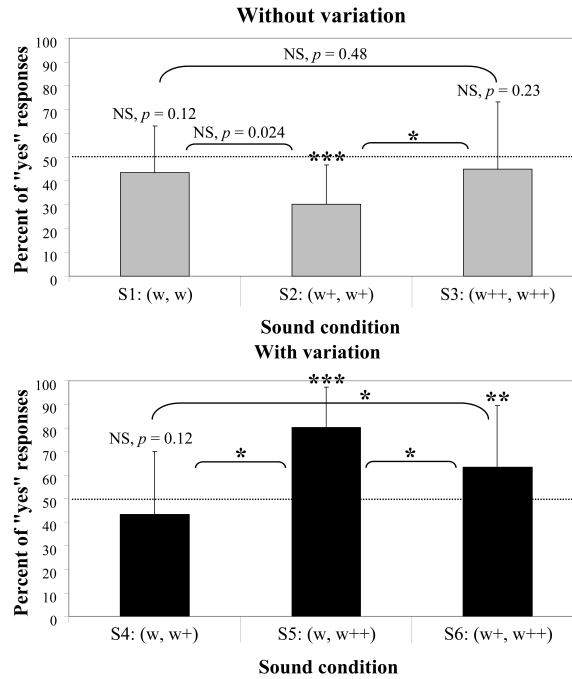 Without variation
Percent of "yes" responses
100
90
80
70
60
50
40
30
20
10
0
NS, p = 0.48
NS, p = 0.12
NS, p = 0.024
***
*
NS, p = 0.23
S1: (w, w)
S2: (w+, w+)
S3: (w++, w++)
Sound condition
With variation
Percent of "yes" responses
100
90
80
70
60
50
40
30
20
10
0
***
*
**
NS, p = 0.12
*
*
S4: (w, w+)
S5: (w, w++)
S6: (w+, w++)
Sound condition